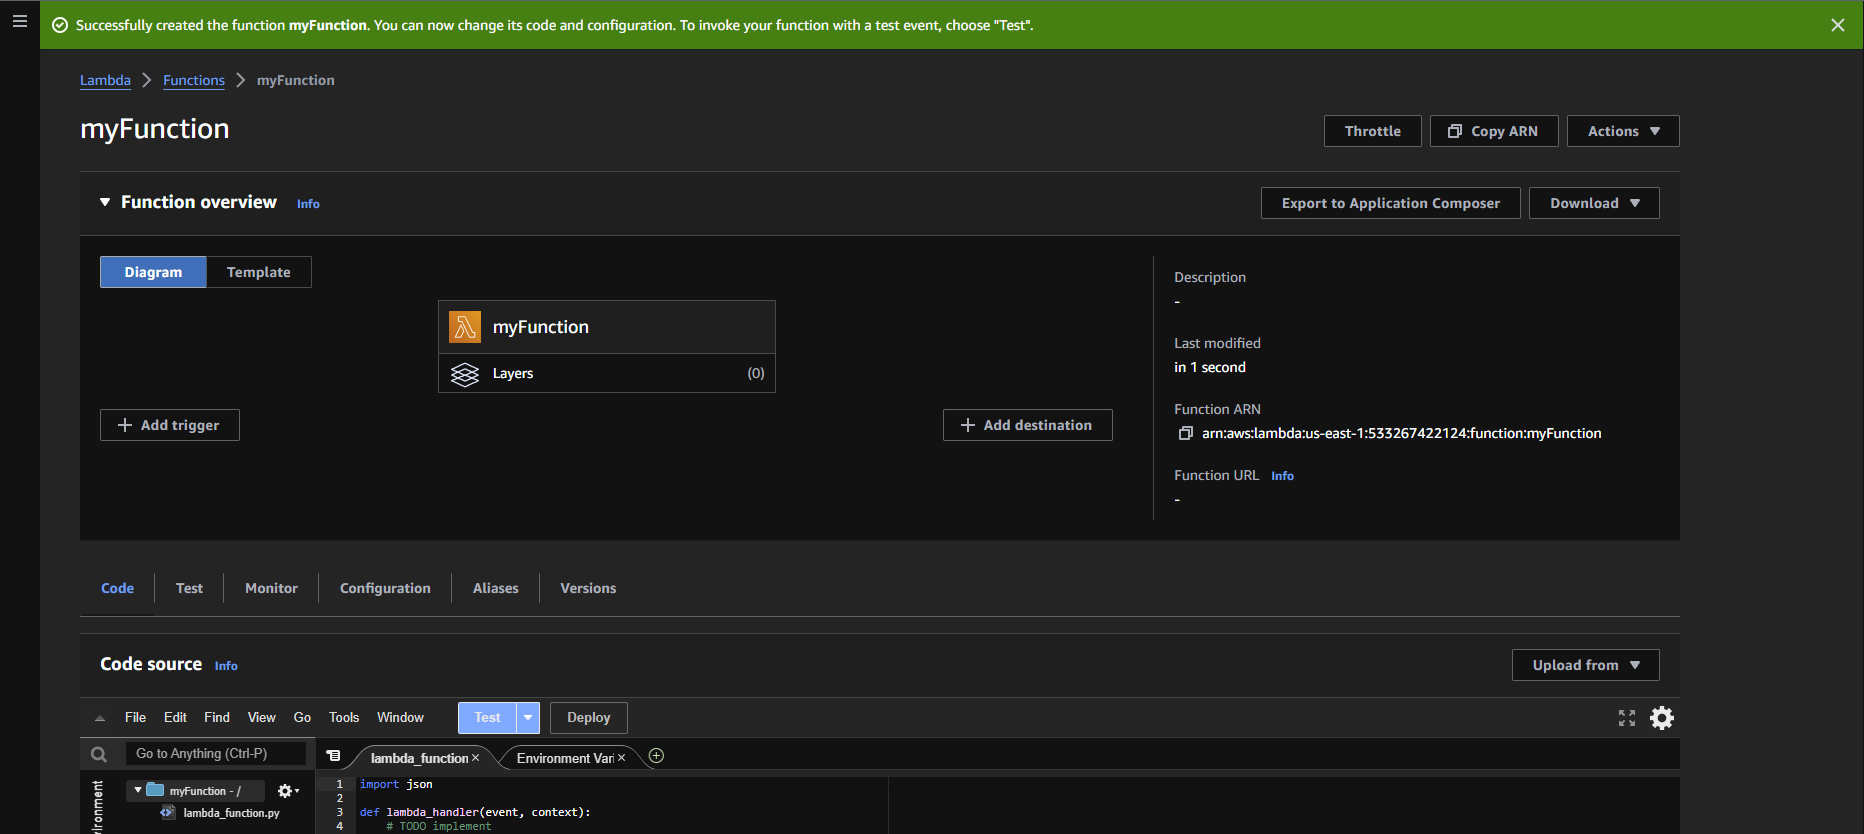 Successfully created the function myFunction. You can now change its code and configuration. To invoke your function with a test event, choose "Test".
Lambda Functions myFunction
myFunction
Throttle Copy ARN Actions
Function overview Info
Export to Application Composer Download
Diagram Template
myFunction
Layers (0)
Add trigger
Add destination
Description
-
Last modified
in 1 second
Function ARN
arn:aws:lambda:us-east-1:533267422124:function:myFunction
Function URL Info
-
Code Test Monitor Configuration Aliases Versions
Code source Info
Upload from
File Edit Find View Go Tools Window Test Deploy
Go to Anything (Ctrl-P)
lambda_function × Environment Vari ×
myFunction - /
lambda_function.py
vironment
1 import json
2
3 def lambda_handler(event, context):
4 # TODO implement